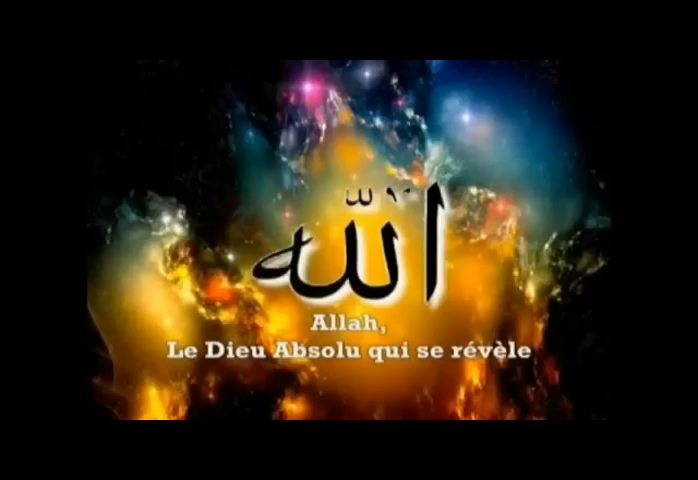 الله
Allah,
Le Dieu Absolu qui se révèle